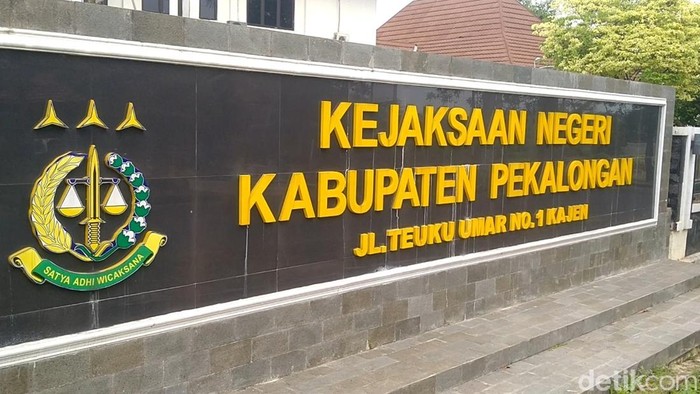 KEJAKSAAN NEGERI
KABUPATEN PEKALONGAN
JL.TEUKU UMAR NO.1 KAJEN
SATYA ADHI WICAKSANA
detikcom